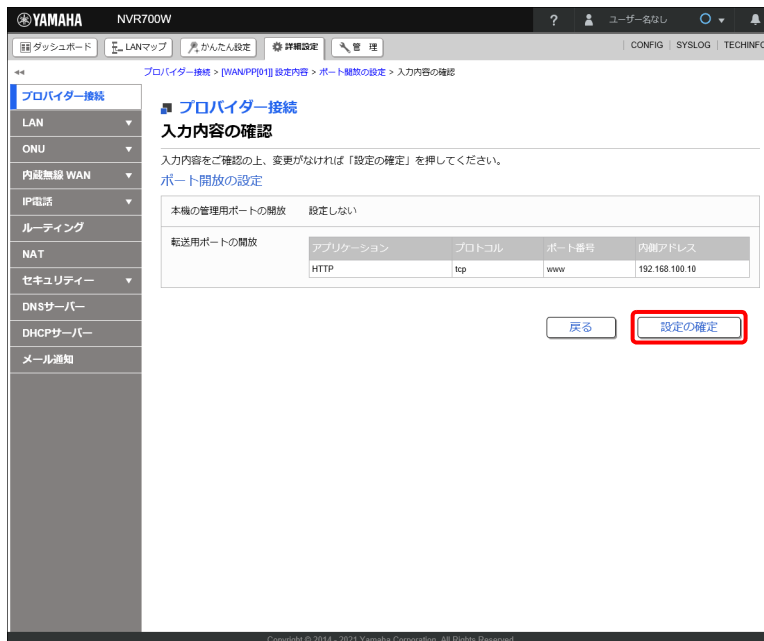 YAMAHA NVR700W ? ユーザー名なし
ダッシュボード LANマップ かんたん設定 詳細設定 管 理 CONFIG SYSLOG TECHINFO
プロバイダー接続 > [WAN/PP[01]] 設定内容 > ポート開放の設定 > 入力内容の確認
プロバイダー接続
LAN
ONU
内蔵無線 WAN
IP電話
ルーティング
NAT
セキュリティー
DNSサーバー
DHCPサーバー
メール通知
プロバイダー接続
入力内容の確認
入力内容をご確認の上、変更がなければ「設定の確定」を押してください。
ポート開放の設定
本機の管理用ポートの開放 設定しない
転送用ポートの開放
アプリケーション プロトコル ポート番号 内側アドレス
HTTP tcp www 192.168.100.10
戻る 設定の確定
Copyright © 2014 - 2021 Yamaha Corporation. All Rights Reserved.